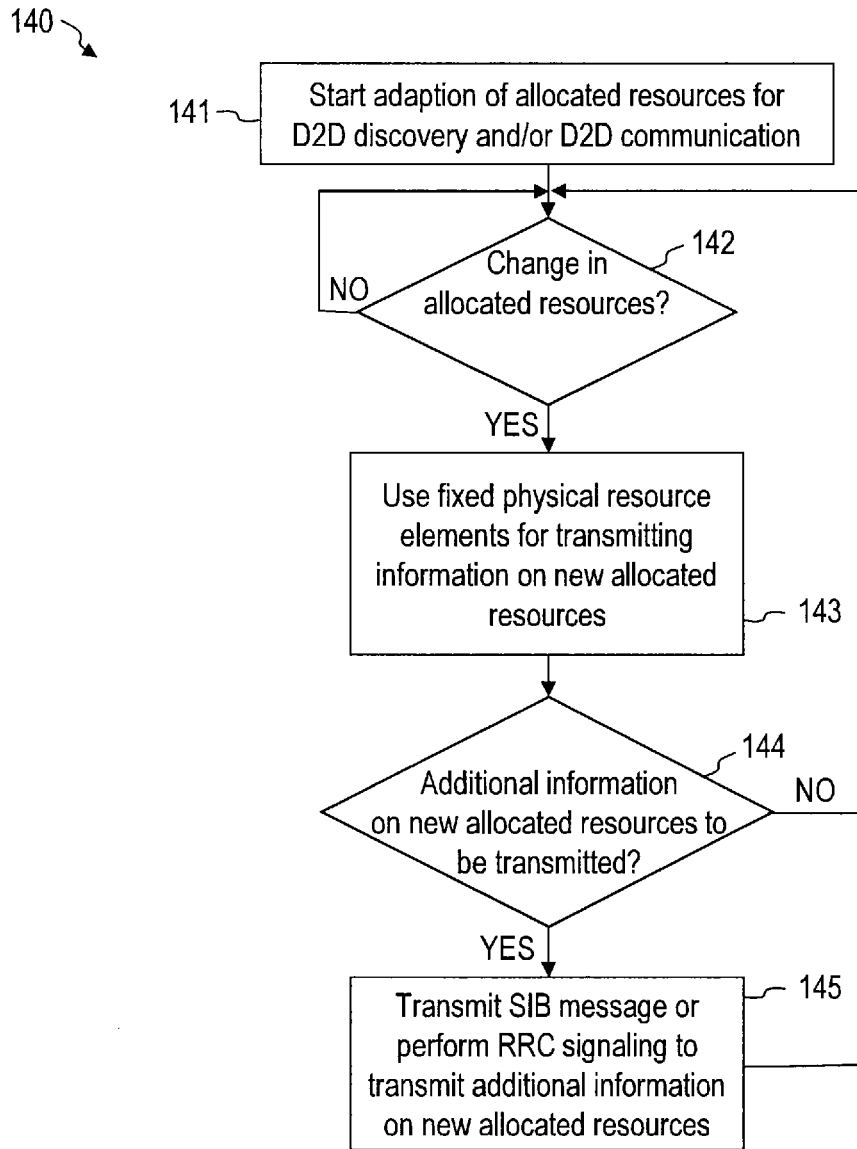 140
141
Start adaption of allocated resources for
D2D discovery and/or D2D communication
142
Change in
allocated resources?
NO
YES
Use fixed physical resource
elements for transmitting
information on new allocated
resources
143
144
Additional information
on new allocated resources to
be transmitted?
NO
YES
145
Transmit SIB message or
perform RRC signaling to
transmit additional information
on new allocated resources